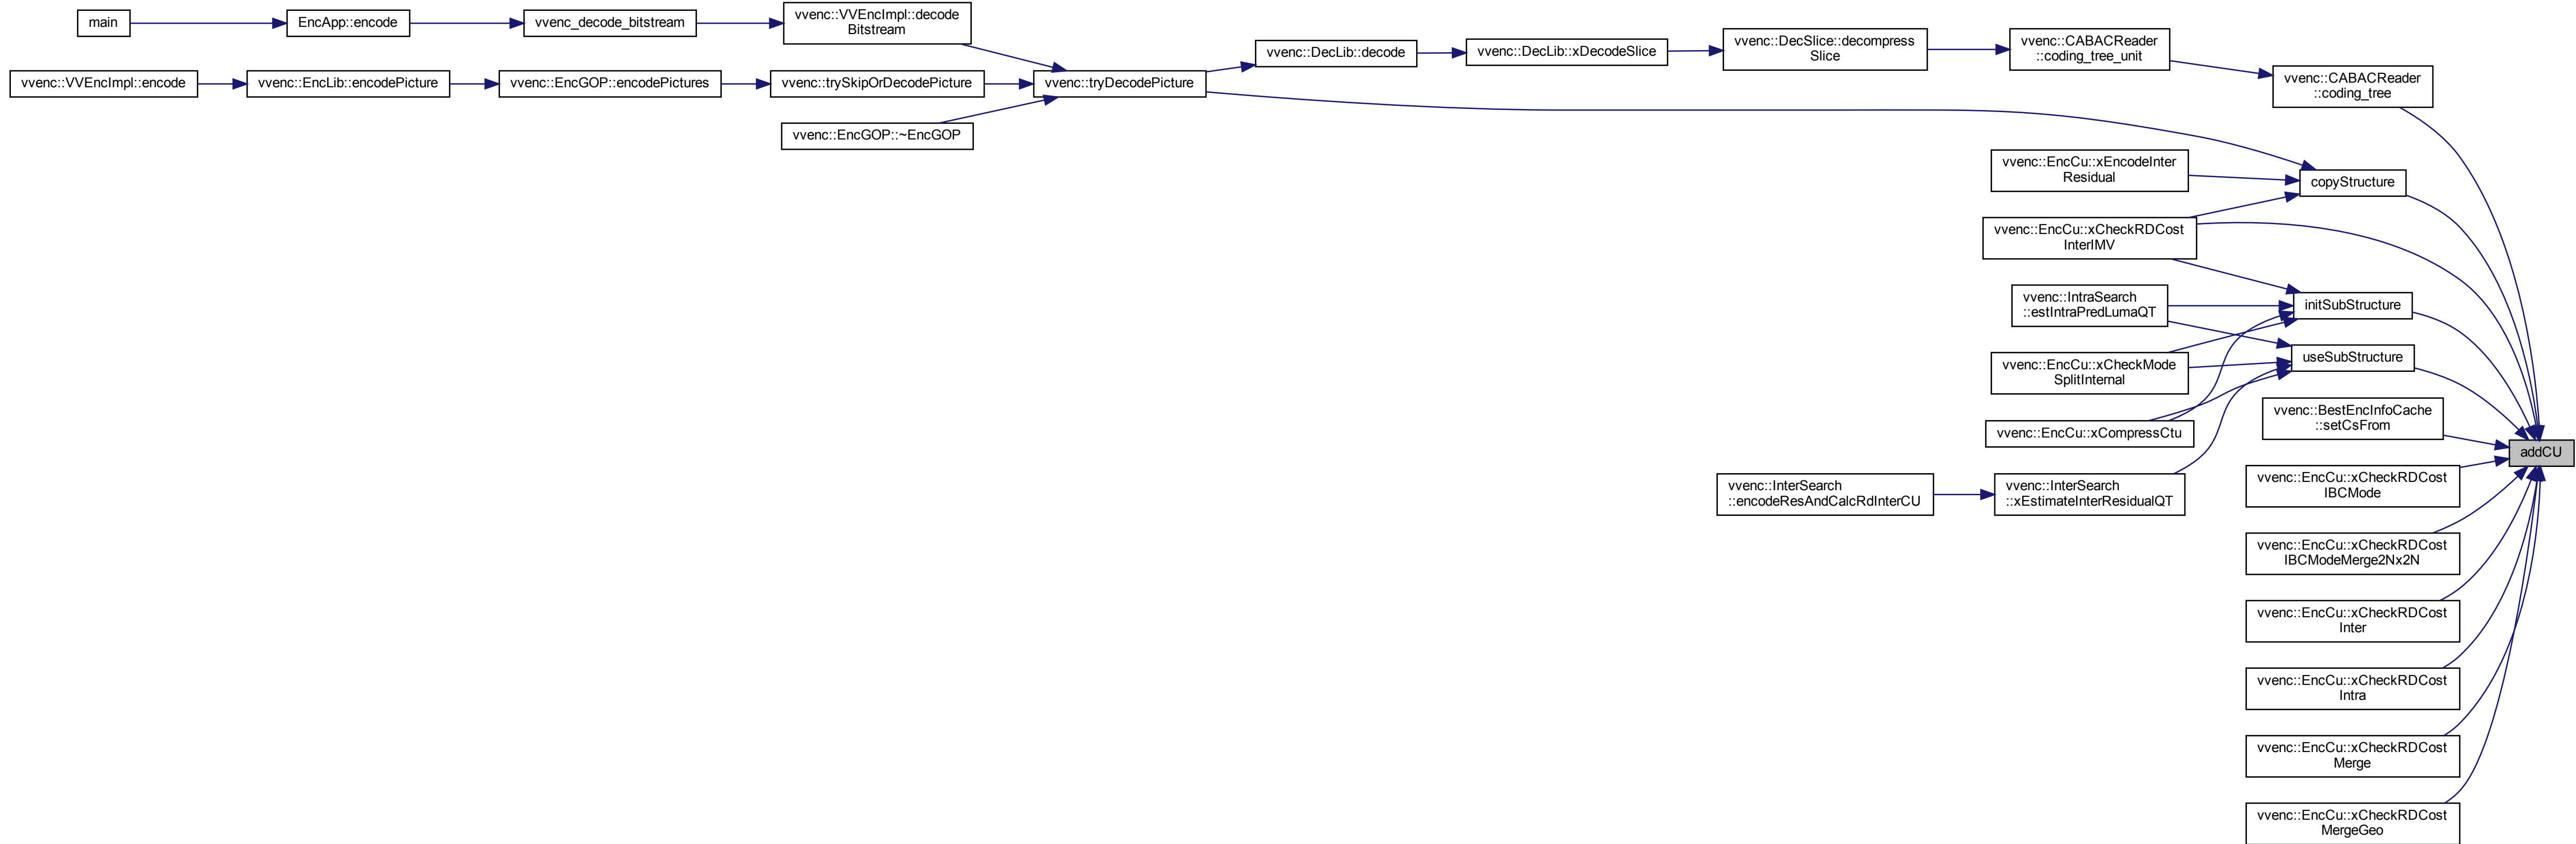 main
EncApp::encode
vvenc_decode_bitstream
vvenc::VVEncImpl::decode
Bitstream
vvenc::VVEncImpl::encode
vvenc::EncLib::encodePicture
vvenc::EncGOP::encodePictures
vvenc::trySkipOrDecodePicture
vvenc::EncGOP::~EncGOP
vvenc::tryDecodePicture
vvenc::DecLib::decode
vvenc::DecLib::xDecodeSlice
vvenc::DecSlice::decompress
Slice
vvenc::CABACReader
::coding_tree_unit
vvenc::CABACReader
::coding_tree
vvenc::EncCu::xEncodeInter
Residual
copyStructure
vvenc::EncCu::xCheckRDCost
InterIMV
vvenc::IntraSearch
::estIntraPredLumaQT
initSubStructure
vvenc::EncCu::xCheckMode
SplitInternal
useSubStructure
vvenc::EncCu::xCompressCtu
vvenc::BestEncInfoCache
::setCsFrom
addCU
vvenc::InterSearch
::encodeResAndCalcRdInterCU
vvenc::InterSearch
::xEstimateInterResidualQT
vvenc::EncCu::xCheckRDCost
IBCMode
vvenc::EncCu::xCheckRDCost
IBCModeMerge2Nx2N
vvenc::EncCu::xCheckRDCost
Inter
vvenc::EncCu::xCheckRDCost
Intra
vvenc::EncCu::xCheckRDCost
Merge
vvenc::EncCu::xCheckRDCost
MergeGeo